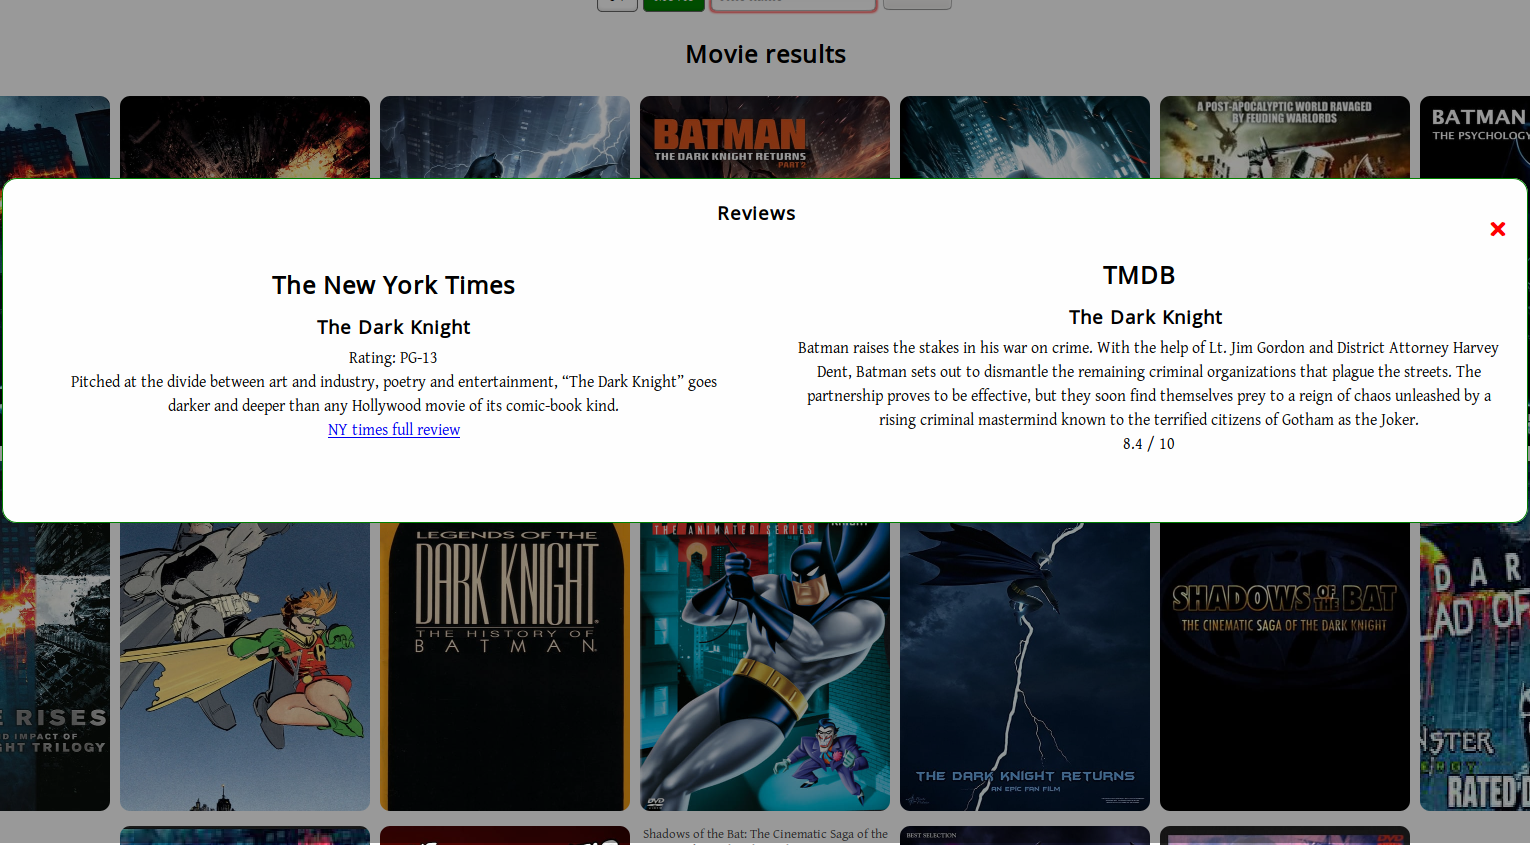 Movie results
BATMAN
THE DARK KNIGHT RETURNS
PART 2
A POST-APOCALYPTIC WORLD RAVAGED
BY FEUDING WARLORDS
BATMAN
THE PSYCHOLOGY
Reviews
The New York Times
The Dark Knight
Rating: PG-13
Pitched at the divide between art and industry, poetry and entertainment, “The Dark Knight” goes
darker and deeper than any Hollywood movie of its comic-book kind.
NY times full review
TMDB
The Dark Knight
Batman raises the stakes in his war on crime. With the help of Lt. Jim Gordon and District Attorney Harvey
Dent, Batman sets out to dismantle the remaining criminal organizations that plague the streets. The
partnership proves to be effective, but they soon find themselves prey to a reign of chaos unleashed by a
rising criminal mastermind known to the terrified citizens of Gotham as the Joker.
8.4 / 10
E RISES
D IMPACT OF
GHT TRILOGY
R
LEGENDS OF THE
DARK KNIGHT
THE HISTORY OF
BATMAN
THE ANIMATED SERIES
DVD
THE DARK KNIGHT RETURNS
AN EPIC FAN FILM
SHADOWS OF THE BAT
THE CINEMATIC SAGA OF THE DARK KNIGHT
DAR
AD OF
NSTER
RATED
Shadows of the Bat: The Cinematic Saga of the
BEST SELECTION
DVD